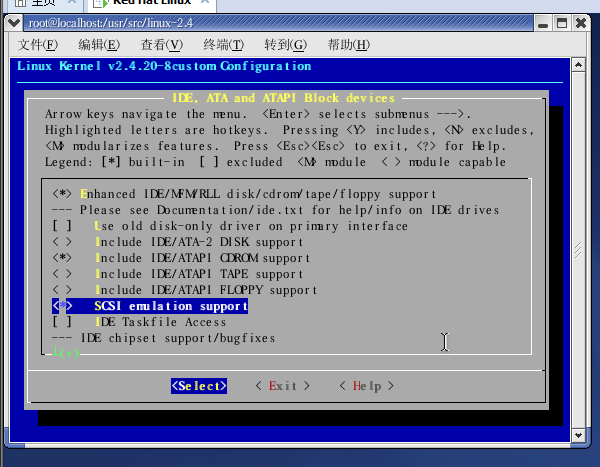 主页
Red Hat Linux
root@localhost/usr/src/linux-2.4
文件(F) 编辑(E) 查看(V) 终端(T) 转到(G) 帮助(H)
Linux Kernel v2.4.20-8custom Configuration
IDE, ATA and ATAPI Block devices
Arrow keys navigate the menu. <Enter> selects submenus --->.
Highlighted letters are hotkeys. Pressing <Y> includes, <N> excludes,
<M> modularizes features. Press <Esc><Esc> to exit, <?> for Help.
Legend: [*] built-in [ ] excluded <M> module < > module capable
<*> Enhanced IDE/MFM/RLL disk/cdrom/tape/floppy support
--- Please see Documentation/ide.txt for help/info on IDE drives
[ ] Use old disk-only driver on primary interface
< > Include IDE/ATA-2 DISK support
<*> Include IDE/ATAPI CDROM support
< > Include IDE/ATAPI TAPE support
< > Include IDE/ATAPI FLOPPY support
< > SCSI emulation support
[ ] IDE Taskfile Access
--- IDE chipset support/bugfixes
(+)
<Select> < Exit > < Help >